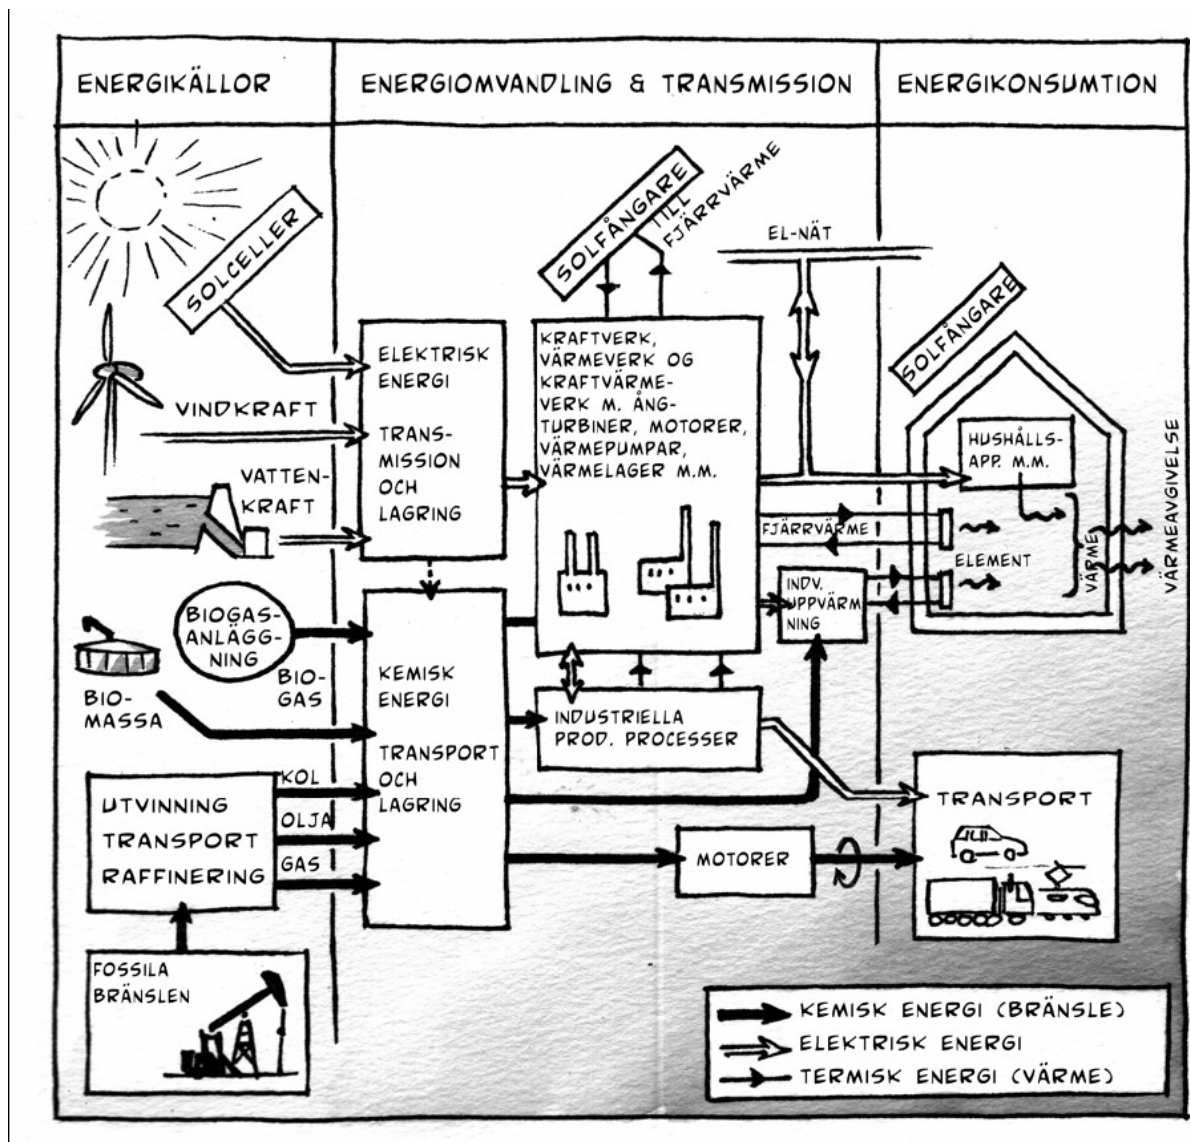 ENERGIKÄLLOR
ENERGIOMVANDLING & TRANSMISSION
ENERGIKONSUMTION
SOLCELLER
VINDKRAFT
VATTEN-
KRAFT
BIOGAS-
ANLÄGG-
NING
BIO-
GAS
BIO-
MASSA
UTVINNING
TRANSPORT
RAFFINERING
KOL
OLJA
GAS
FOSSILA
BRÄNSLEN
ELEKTRISK
ENERGI
TRANS-
MISSION
OCH
LAGRING
KEMISK
ENERGI
TRANSPORT
OCH
LAGRING
SOLFÅNGARE
TILL
FJÄRRVÄRME
KRAFTVERK,
VÄRMEVERK OG
KRAFTVÄRME-
VERK M. ÅNG-
TURBINER, MOTORER,
VÄRMEPUMPAR,
VÄRMELAGER M.M.
INDUSTRIELLA
PROD. PROCESSER
MOTORER
EL-NÄT
FJÄRRVÄRME
INDV.
UPPVÄRM
NING
SOLFÅNGARE
HUSHÅLLS-
APP. M.M.
ELEMENT
VÄRME
VÄRMEAVGIVELSE
TRANSPORT
KEMISK ENERGI (BRÄNSLE)
ELEKTRISK ENERGI
TERMISK ENERGI (VÄRME)